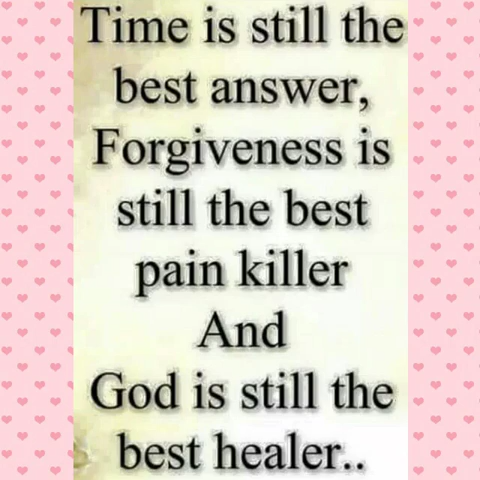 Time is still the
best answer,
Forgiveness is
still the best
pain killer
And
God is still the
best healer..